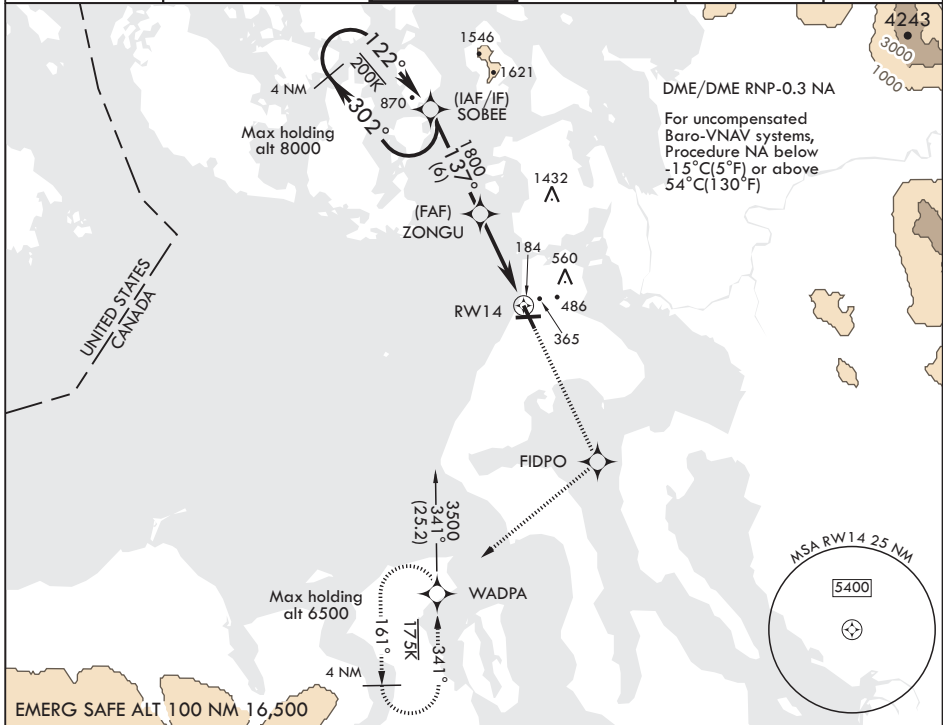 4243
3000
1000
1546
1621
122°
200K
4 NM
302°
870
(IAF/IF)
SOBEE
Max holding
alt 8000
DME/DME RNP-0.3 NA
For uncompensated
Baro-VNAV systems,
Procedure NA below
-15°C(5°F) or above
54°C(130°F)
1800
137°
(6)
1432
(FAF)
ZONGU
184
560
RW14
486
365
UNITED STATES
CANADA
FIDPO
3500
341°
(25.2)
MSA RW14 25 NM
5400
Max holding
alt 6500
WADPA
161°
175K
341°
4 NM
EMERG SAFE ALT 100 NM 16,500